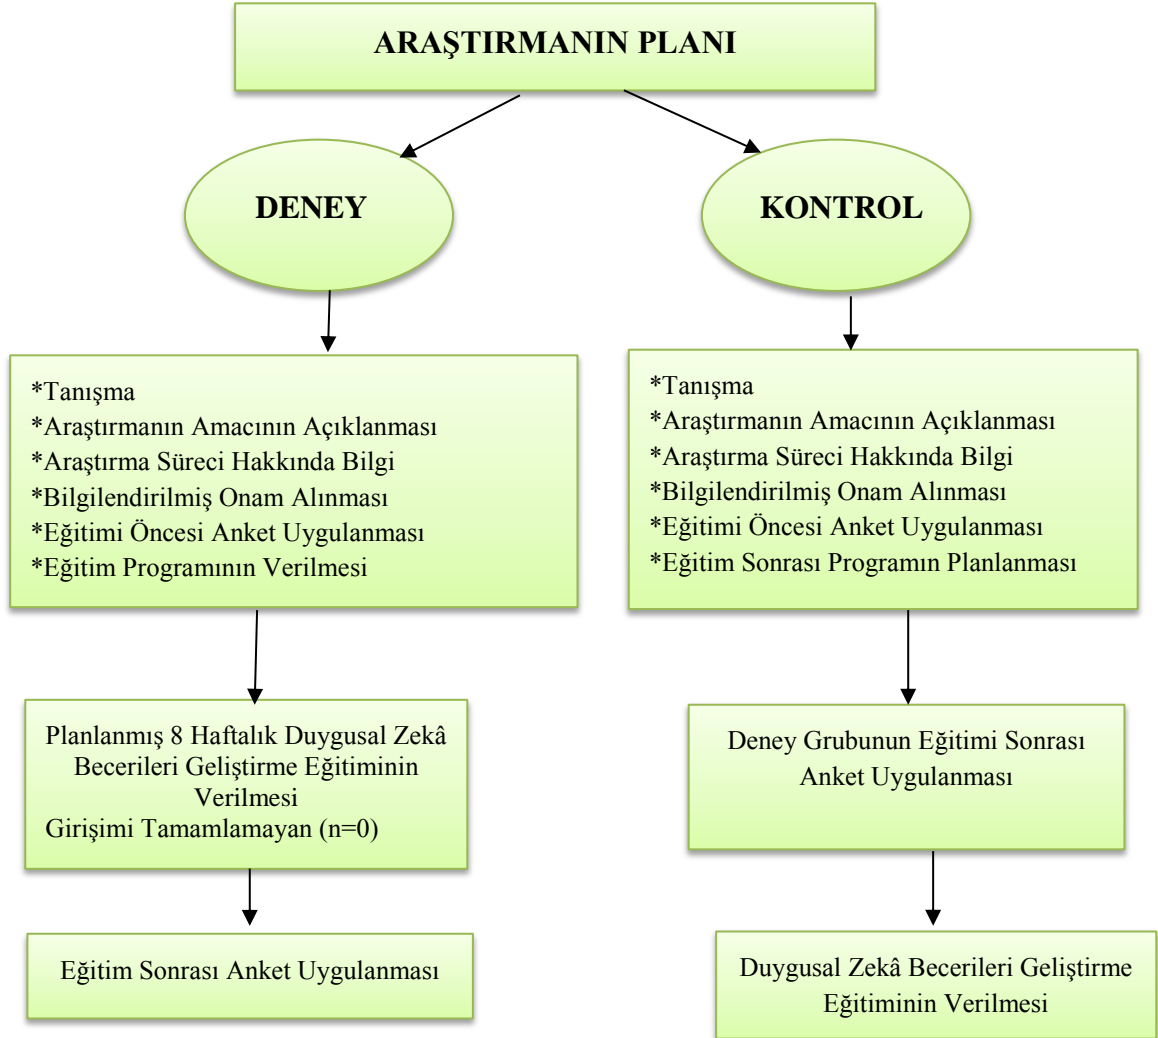 ARAŞTIRMANIN PLANI
DENEY
KONTROL
*Tanışma
*Araştırmanın Amacının Açıklanması
*Araştırma Süreci Hakkında Bilgi
*Bilgilendirilmiş Onam Alınması
*Eğitimi Öncesi Anket Uygulanması
*Eğitim Programının Verilmesi
*Tanışma
*Araştırmanın Amacının Açıklanması
*Araştırma Süreci Hakkında Bilgi
*Bilgilendirilmiş Onam Alınması
*Eğitimi Öncesi Anket Uygulanması
*Eğitim Sonrası Programın Planlanması
Planlanmış 8 Haftalık Duygusal Zekâ
Becerileri Geliştirme Eğitiminin
Verilmesi
Girişimi Tamamlamayan (n=0)
Deney Grubunun Eğitimi Sonrası
Anket Uygulanması
Eğitim Sonrası Anket Uygulanması
Duygusal Zekâ Becerileri Geliştirme
Eğitiminin Verilmesi